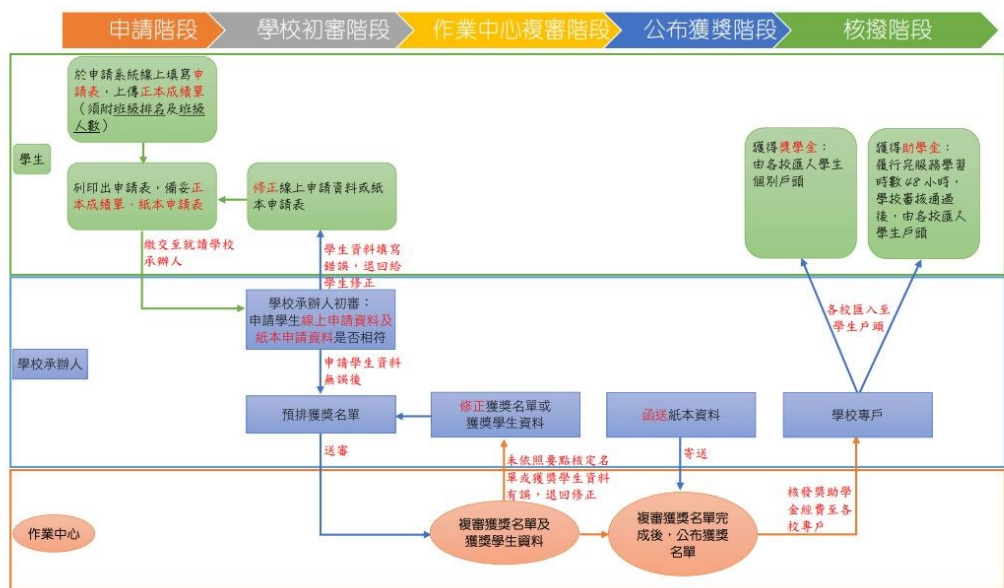 申請階段
學校初審階段
作業中心複審階段
公布獲獎階段
核撥階段
學生
於申請系統線上填寫申
請表，上傳正本成績單
（須附班級排名及班級
人數）
列印出申請表，備妥正
本成績單、紙本申請表
修正線上申請資料或紙
本申請表
繳交至就讀學校
承辦人
學生資料填寫
錯誤，退回給
學生修正
獲得獎學金：
由各校匯入學生
個別戶頭
獲得助學金：
履行完服務學習
時數48小時，
學校審核通過
後，由各校匯入
學生戶頭
學校承辦人
學校承辦人初審：
申請學生線上申請資料及
紙本申請資料是否相符
申請學生資料
無誤後
各校匯入至
學生戶頭
預排獲獎名單
修正獲獎名單或
獲獎學生資料
函送紙本資料
學校專戶
送審
未依照要點核定名
單或獲獎學生資料
有誤，退回修正
寄送
核發獎助學
金經費至各
校專戶
作業中心
複審獲獎名單及
獲獎學生資料
複審獲獎名單完
成後，公布獲獎
名單